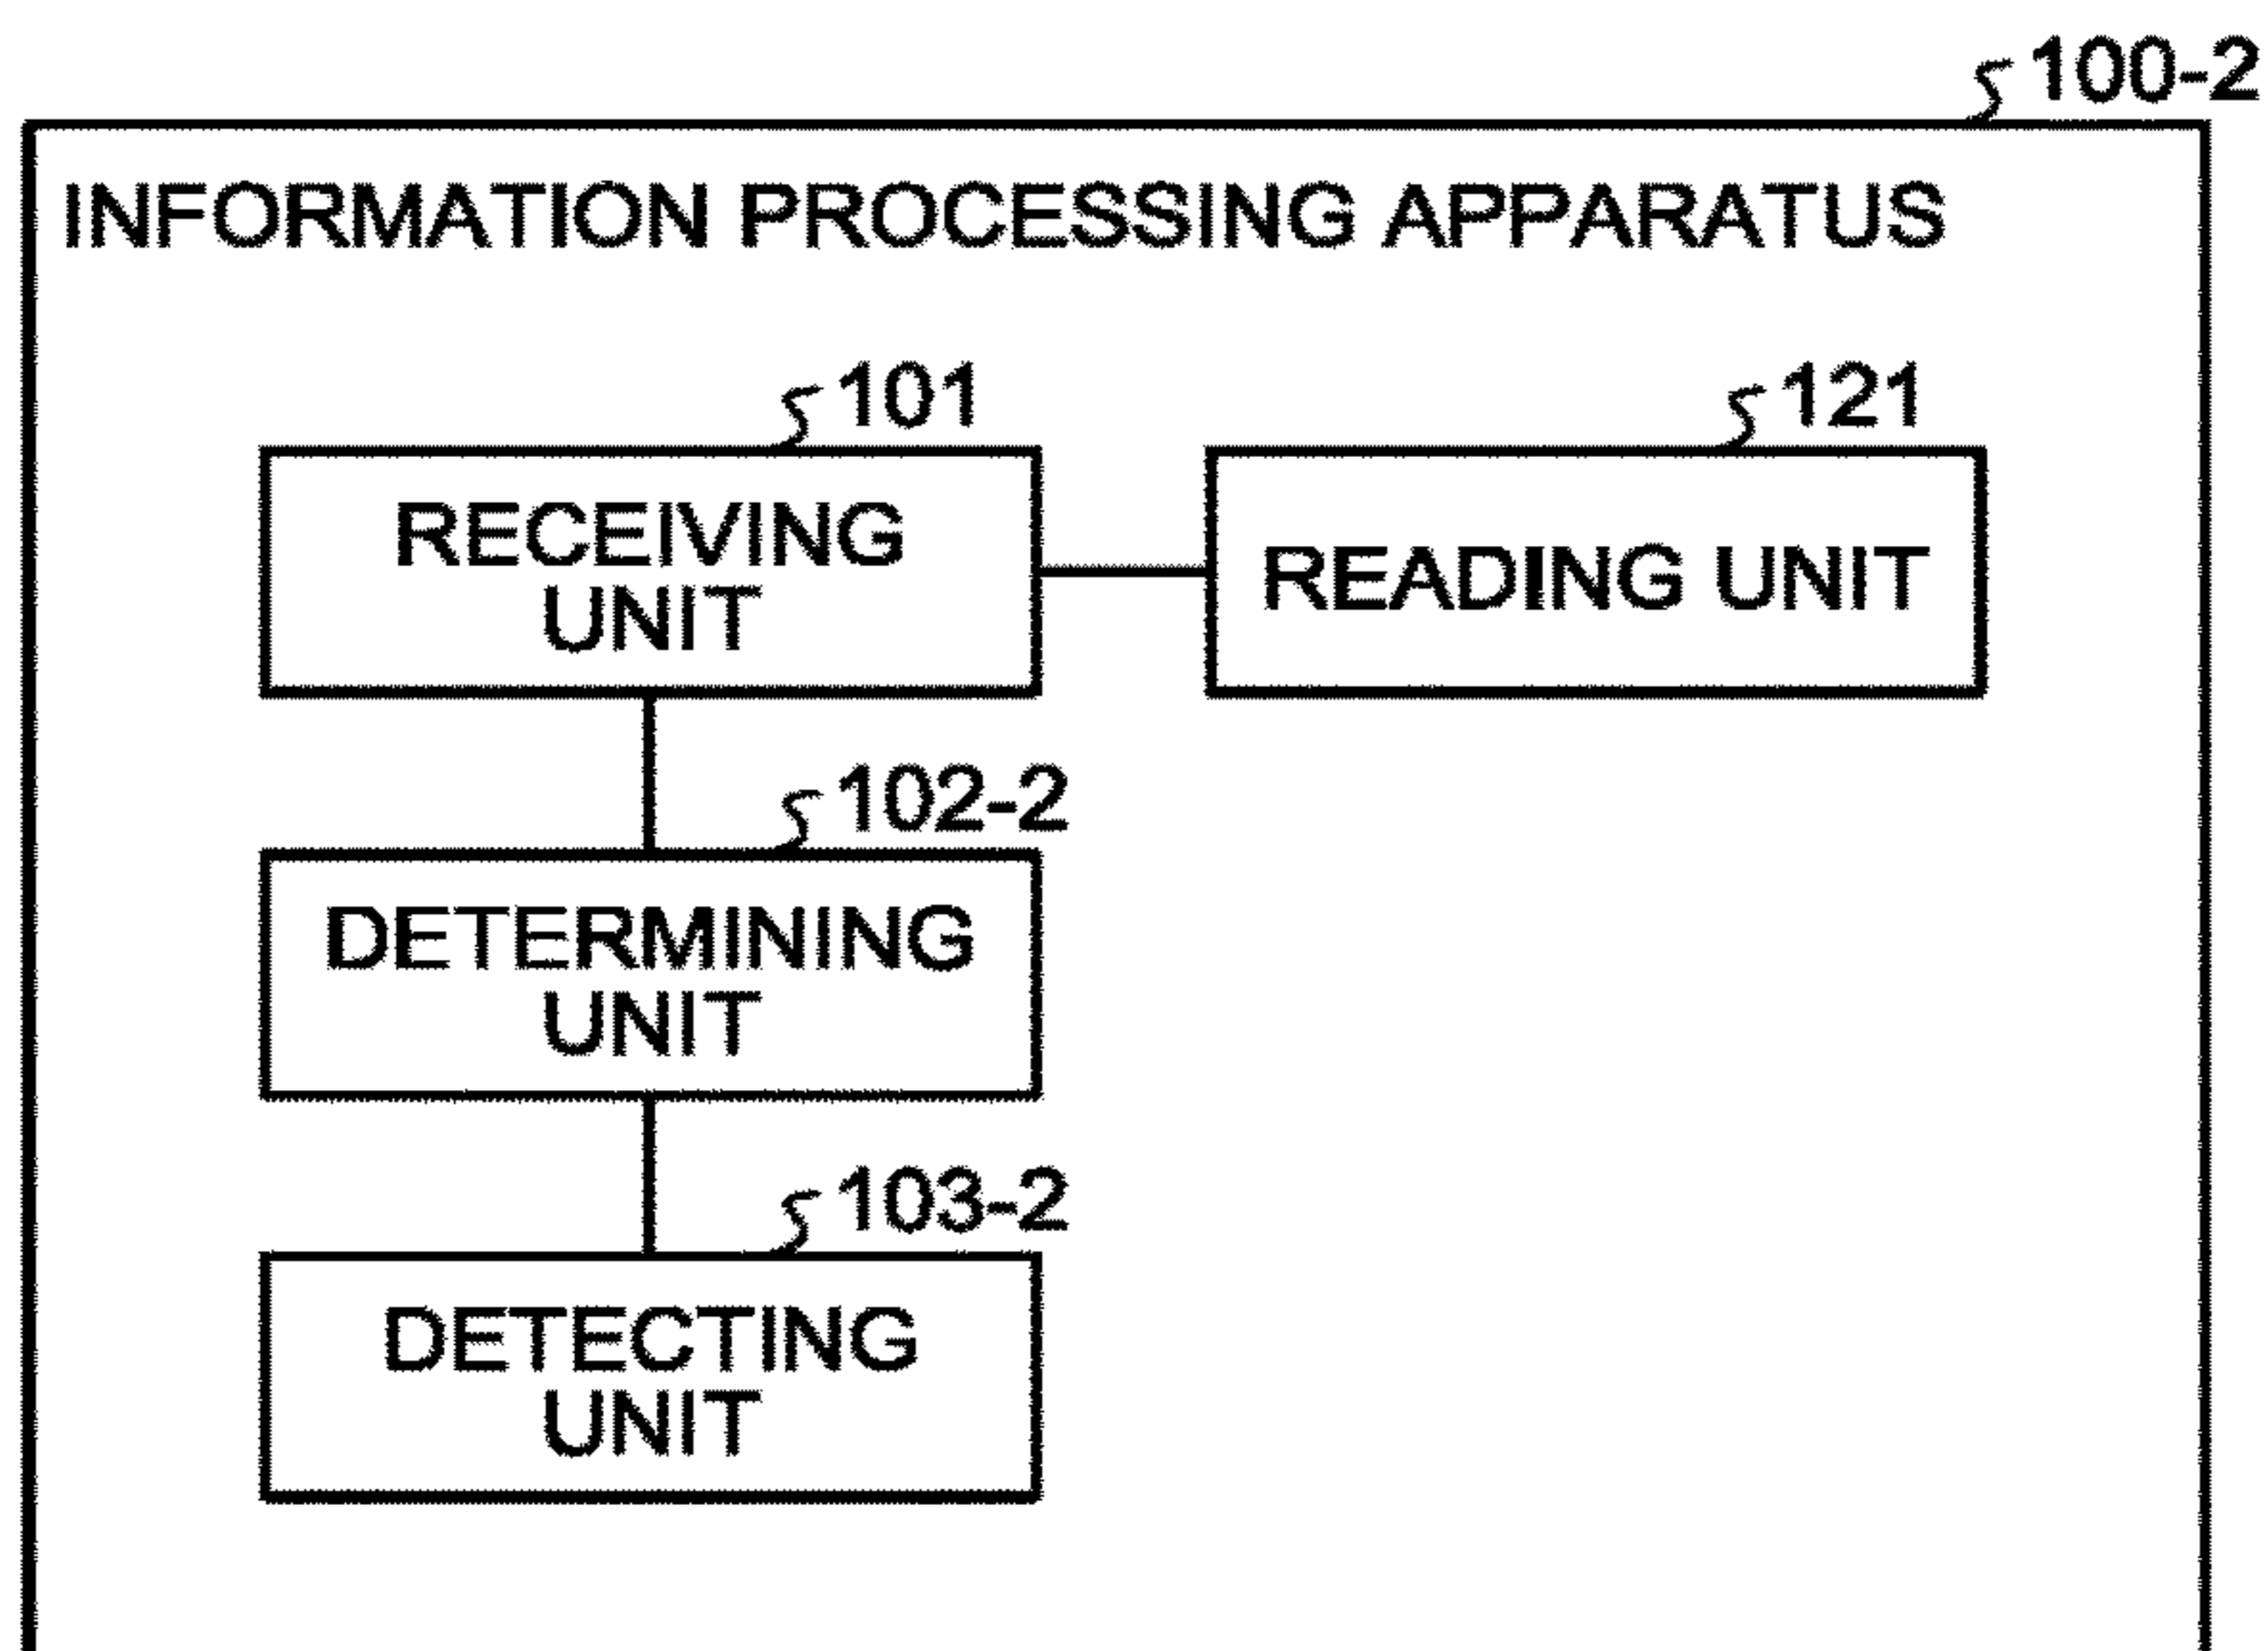 100-2
INFORMATION PROCESSING APPARATUS
101
121
RECEIVING
UNIT
READING UNIT
102-2
DETERMINING
UNIT
103-2
DETECTING
UNIT